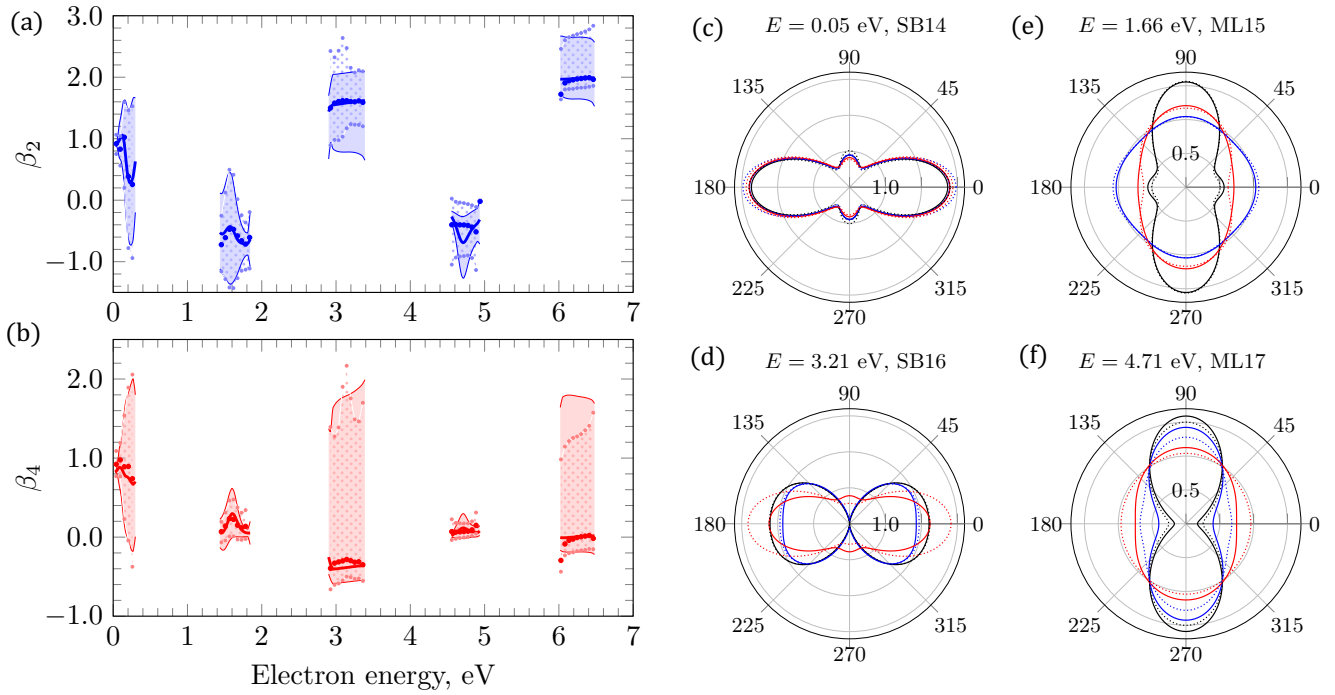 (a)
3.0
2.0
1.0
0.0
−1.0
β2
0 1 2 3 4 5 6 7
(b)
2.0
1.0
0.0
−1.0
β4
0 1 2 3 4 5 6 7
Electron energy, eV
(c)
E = 0.05 eV, SB14
90
135 45
180 1.0 0
225 315
270
(e)
E = 1.66 eV, ML15
90
135 45
0.5
180 0
225 315
270
(d)
E = 3.21 eV, SB16
90
135 45
180 1.0 0
225 315
270
(f)
E = 4.71 eV, ML17
90
135 45
0.5
180 0
225 315
270